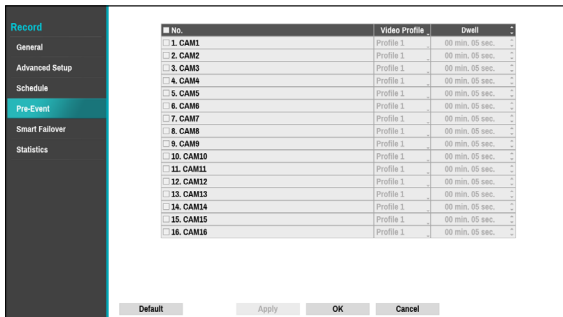 Record
General
Advanced Setup
Schedule
Pre-Event
Smart Failover
Statistics
No. Video Profile Dwell
1. CAM1 Profile 1 00 min. 05 sec.
2. CAM2 Profile 1 00 min. 05 sec.
3. CAM3 Profile 1 00 min. 05 sec.
4. CAM4 Profile 1 00 min. 05 sec.
5. CAM5 Profile 1 00 min. 05 sec.
6. CAM6 Profile 1 00 min. 05 sec.
7. CAM7 Profile 1 00 min. 05 sec.
8. CAM8 Profile 1 00 min. 05 sec.
9. CAM9 Profile 1 00 min. 05 sec.
10. CAM10 Profile 1 00 min. 05 sec.
11. CAM11 Profile 1 00 min. 05 sec.
12. CAM12 Profile 1 00 min. 05 sec.
13. CAM13 Profile 1 00 min. 05 sec.
14. CAM14 Profile 1 00 min. 05 sec.
15. CAM15 Profile 1 00 min. 05 sec.
16. CAM16 Profile 1 00 min. 05 sec.
Default Apply OK Cancel